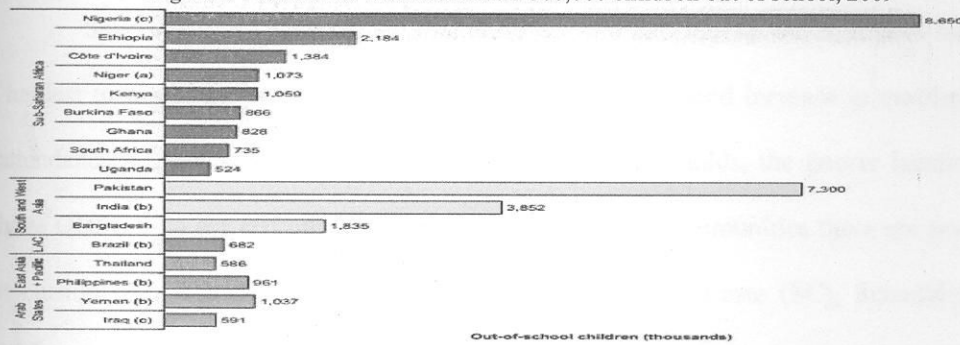 Nigeria (c) 8,650
Ethiopia 2,184
Côte d'Ivoire 1,384
Niger (a) 1,073
Kenya 1,059
Burkina Faso 866
Ghana 828
South Africa 735
Uganda 524
Pakistan 7,300
India (b) 3,852
Bangladesh 1,835
Brazil (b) 682
Thailand 586
Philippines (b) 961
Yemen (b) 1,037
Iraq (c) 591
Sub-Saharan Africa
South and West
Asia
LAC
East Asia
+ Pacific
Arab
States
Out-of-school children (thousands)